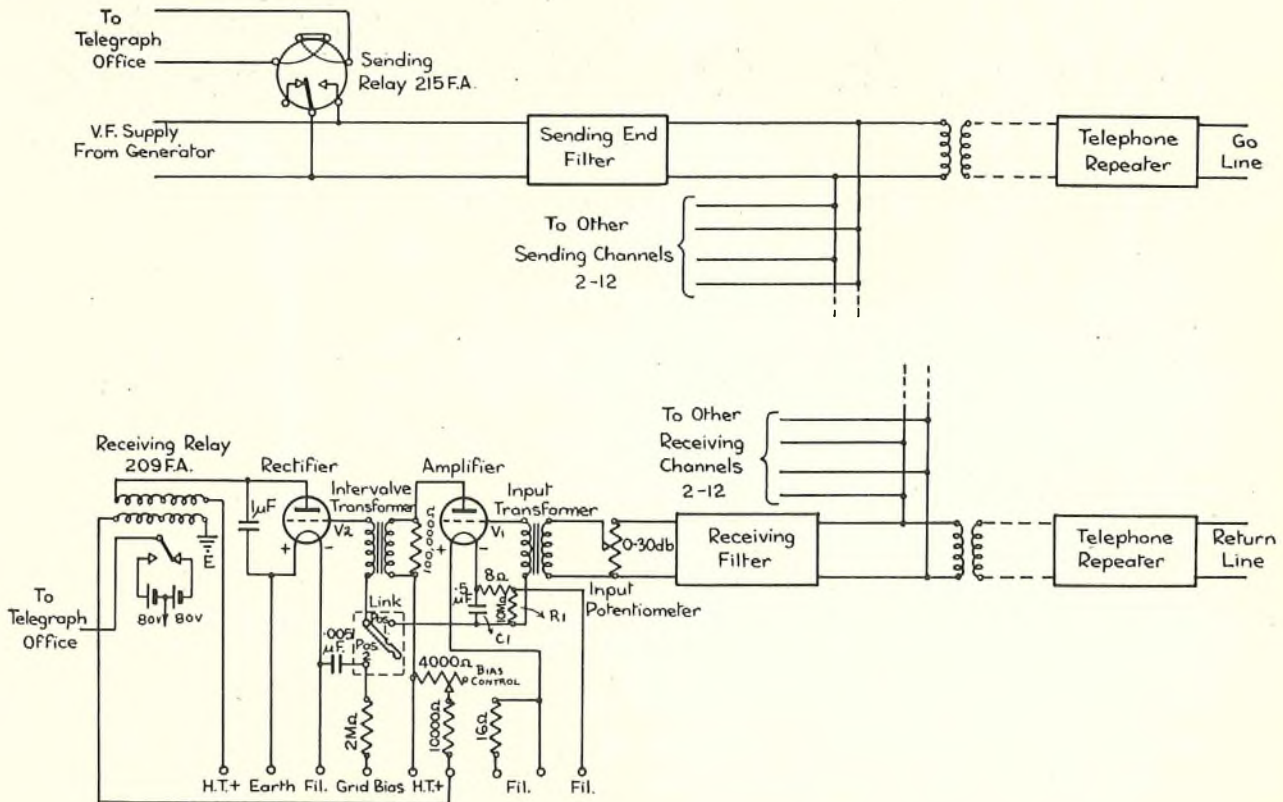 To
Telegraph
Office
Sending
Relay 215 F.A.
V.F. Supply
From Generator
Sending End
Filter
Telephone
Repeater
Go
Line
To Other
Sending Channels
2-12
To Other
Receiving
Channels
2-12
Receiving Relay
209 F.A.
Rectifier
Intervalve
Transformer
Amplifier
Input
Transformer
1μF
+
-
V2
100,000Ω
+
-
V1
0-30db
Receiving
Filter
Telephone
Repeater
Return
Line
E
8Ω
.5
μF
10MΩ
R1
C1
Input
Potentiometer
To
Telegraph
Office
80V
80V
Link
Pos.
1
Pos.
2
.005
μF.
4000Ω
BIAS
CONTROL
2MΩ
10000Ω
16Ω
H.T.+
Earth
Fil.
Grid Bias
H.T.+
Fil.
Fil.